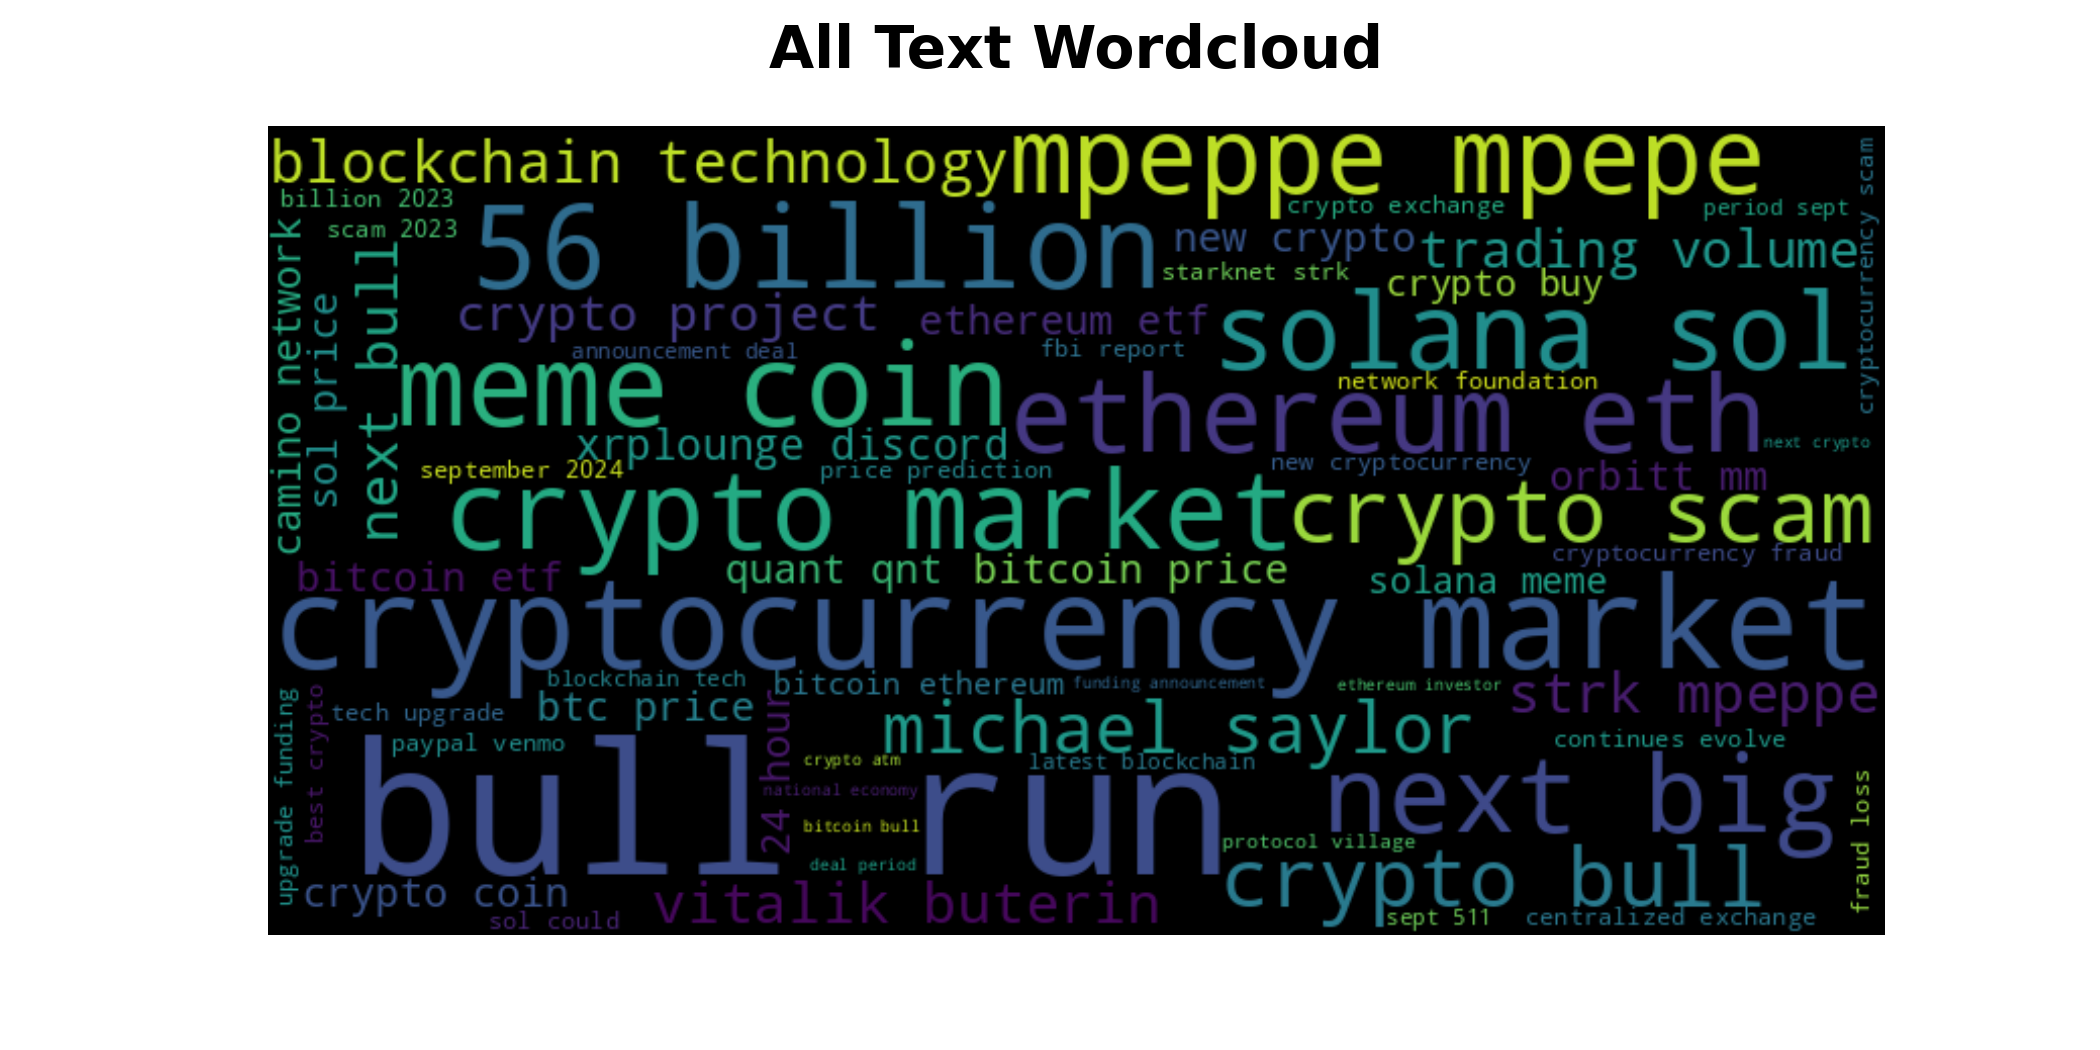 All Text Wordcloud
blockchain technology
mpeppe mpepe
billion 2023
crypto exchange
period sept
cryptocurrency scam
scam 2023
56 billion
new crypto
trading volume
camino network
sol price
next bull
starknet strk
crypto buy
crypto project
ethereum etf
solana sol
announcement deal
fbi report
meme coin
network foundation
ethereum eth
xrplounge discord
next crypto
september 2024
price prediction
new cryptocurrency
orbitt mm
crypto market
crypto scam
bitcoin etf
quant qnt
bitcoin price
cryptocurrency fraud
solana meme
cryptocurrency market
blockchain tech
bitcoin ethereum
funding announcement
ethereum investor
strk mpeppe
upgrade funding
best crypto
tech upgrade
btc price
24 hour
michael saylor
paypal venmo
continues evolve
bull run
crypto atm
latest blockchain
next big
national economy
fraud loss
bitcoin bull
protocol village
deal period
crypto bull
crypto coin
vitalik buterin
sol could
sept 511
centralized exchange